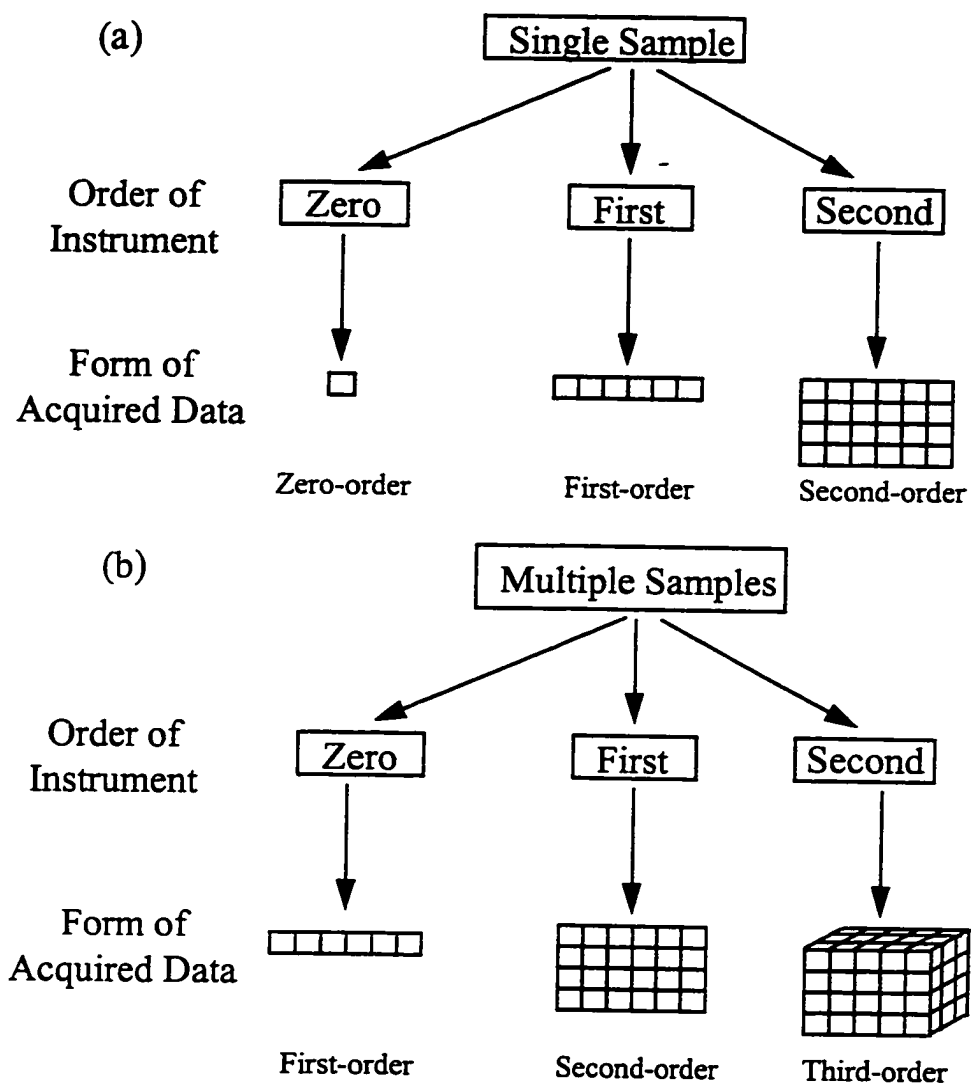 (a)
Single Sample
Order of
Instrument
Zero
First
Second
Form of
Acquired Data
Zero-order
First-order
Second-order
(b)
Multiple Samples
Order of
Instrument
Zero
First
Second
Form of
Acquired Data
First-order
Second-order
Third-order